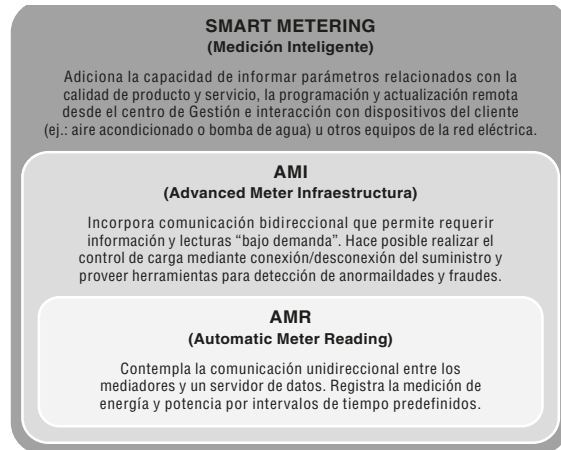 SMART METERING
(Medición Inteligente)
Adiciona la capacidad de informar parámetros relacionados con la
calidad de producto y servicio, la programación y actualización remota
desde el centro de Gestión e interacción con dispositivos del cliente
(ej.: aire acondicionado o bomba de agua) u otros equipos de la red eléctrica.
AMI
(Advanced Meter Infraestructura)
Incorpora comunicación bidireccional que permite requerir
información y lecturas “bajo demanda”. Hace posible realizar el
control de carga mediante conexión/desconexión del suministro y
proveer herramientas para detección de anormaildades y fraudes.
AMR
(Automatic Meter Reading)
Contempla la comunicación unidireccional entre los
mediadores y un servidor de datos. Registra la medición de
energía y potencia por intervalos de tiempo predefinidos.